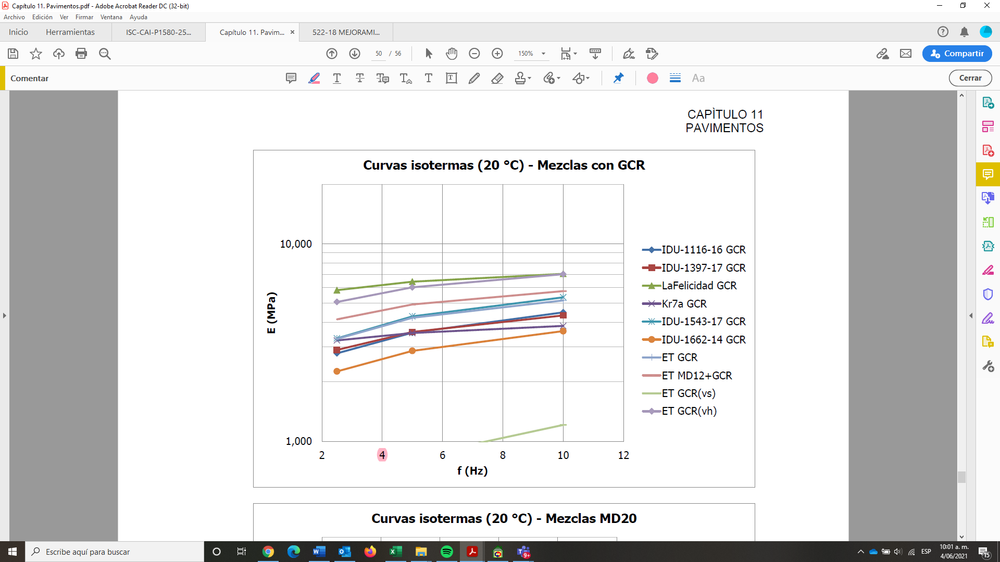 Capítulo 11. Pavimentos.pdf - Adobe Acrobat Reader DC (32-bit)
Archivo Edición Ver Firmar Ventana Ayuda
Inicio Herramientas ISC-CAI-P1580-25... Capítulo 11. Pavim... × 522-18 MEJORAMI...
50 / 56 150% Compartir
Comentar Aa Cerrar
CAPÌTULO 11
PAVIMENTOS
Curvas isotermas (20 °C) - Mezclas con GCR
10,000
1,000
E (MPa)
2 4 6 8 10 12
f (Hz)
IDU-1116-16 GCR
IDU-1397-17 GCR
LaFelicidad GCR
Kr7a GCR
IDU-1543-17 GCR
IDU-1662-14 GCR
ET GCR
ET MD12+GCR
ET GCR(vs)
ET GCR(vh)
Curvas isotermas (20 °C) - Mezclas MD20
Escribe aquí para buscar
9+
ESP
10:01 a. m.
4/06/2021
15